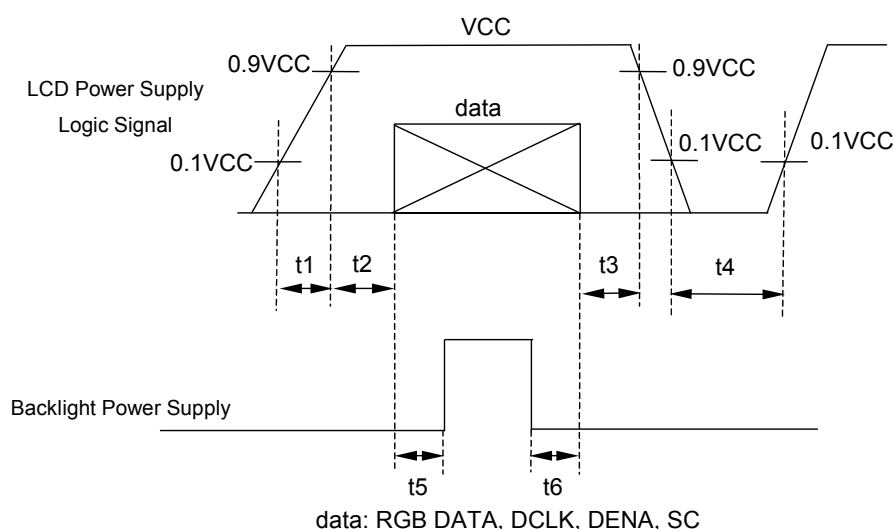 VCC
0.9VCC
0.9VCC
LCD Power Supply
Logic Signal
data
0.1VCC
0.1VCC
0.1VCC
t1
t2
t3
t4
Backlight Power Supply
t5
t6
data: RGB DATA, DCLK, DENA, SC